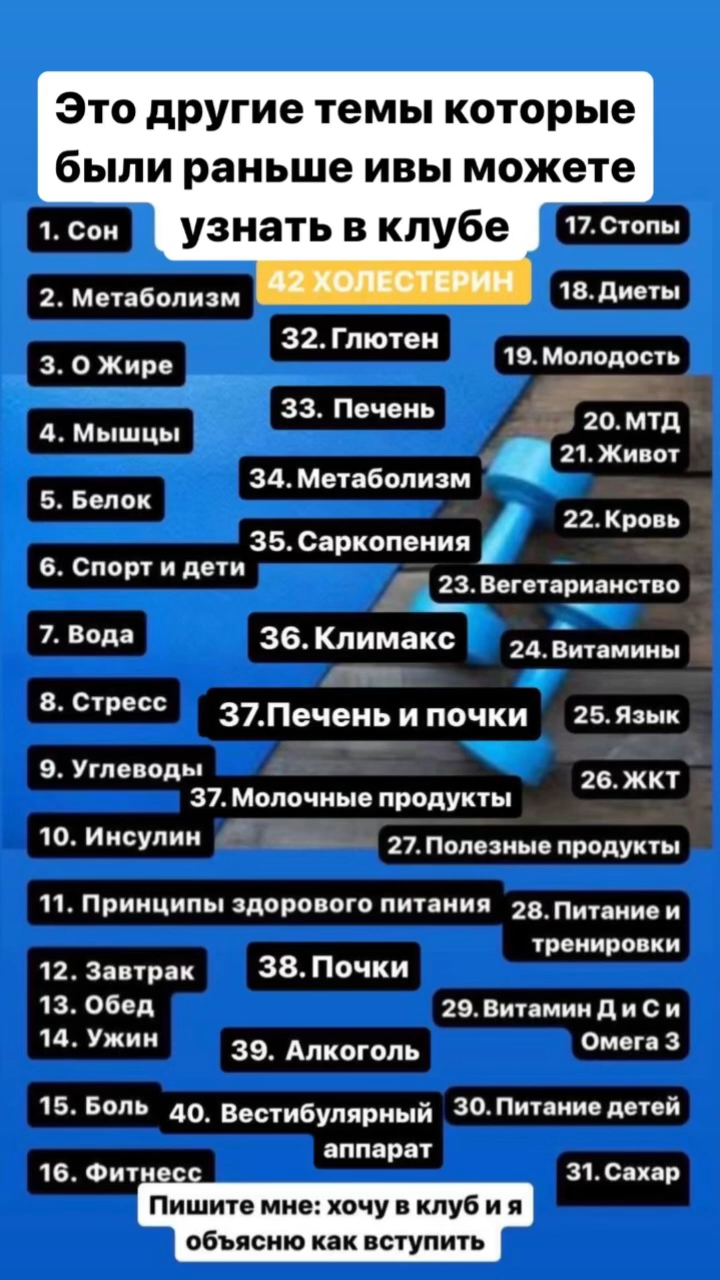 Это другие темы которые
были раньше ивы можете
узнать в клубе
1. Сон
2. Метаболизм
3. О Жире
4. Мышцы
5. Белок
6. Спорт и дети
7. Вода
8. Стресс
9. Углеводы
10. Инсулин
11. Принципы здорового питания
12. Завтрак
13. Обед
14. Ужин
15. Боль
16. Фитнесс
42 ХОЛЕСТЕРИН
32. Глютен
33. Печень
34. Метаболизм
35. Саркопения
36. Климакс
37.Печень и почки
37. Молочные продукты
38. Почки
39. Алкоголь
40. Вестибулярный
аппарат
17. Стопы
18. Диеты
19. Молодость
20. МТД
21. Живот
22. Кровь
23. Вегетарианство
24. Витамины
25. Язык
26. ЖКТ
27. Полезные продукты
28. Питание и
тренировки
29. Витамин Д и С и
Омега 3
30. Питание детей
31. Сахар
Пишите мне: хочу в клуб и я
объясню как вступить